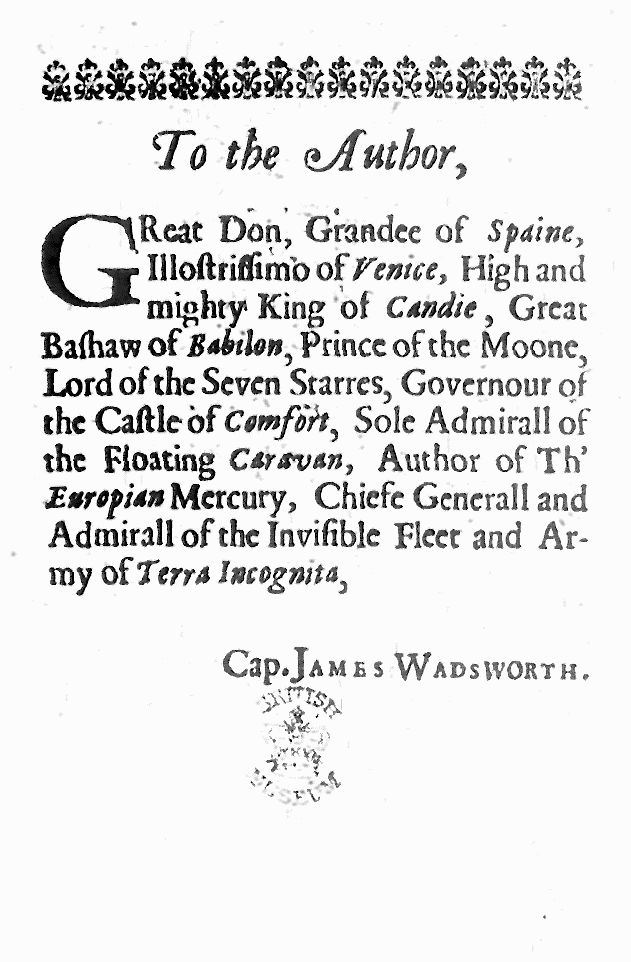 To the Author,
GReat Don, Grandee of Spaine,
Illoſtriſſimo of Venice, High and
mighty King of Candie, Great
Baſhaw of Babilon, Prince of the Moone,
Lord of the Seven Starres, Governour of
the Caſtle of Comfort, Sole Admirall of
the Floating Caravan, Author of Th'
Europian Mercury, Chiefe Generall and
Admirall of the Inviſible Fleet and Ar-
my of Terra Incognita,
Cap. JAMES WADSWORTH.
BRITISH
MUSEUM